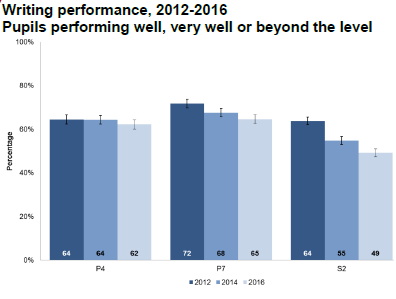 Writing performance, 2012-2016
Pupils performing well, very well or beyond the level
100%
80%
60%
40%
20%
0%
Percentage
64 64 62 72 68 65 64 55 49
P4 P7 S2
2012 2014 2016